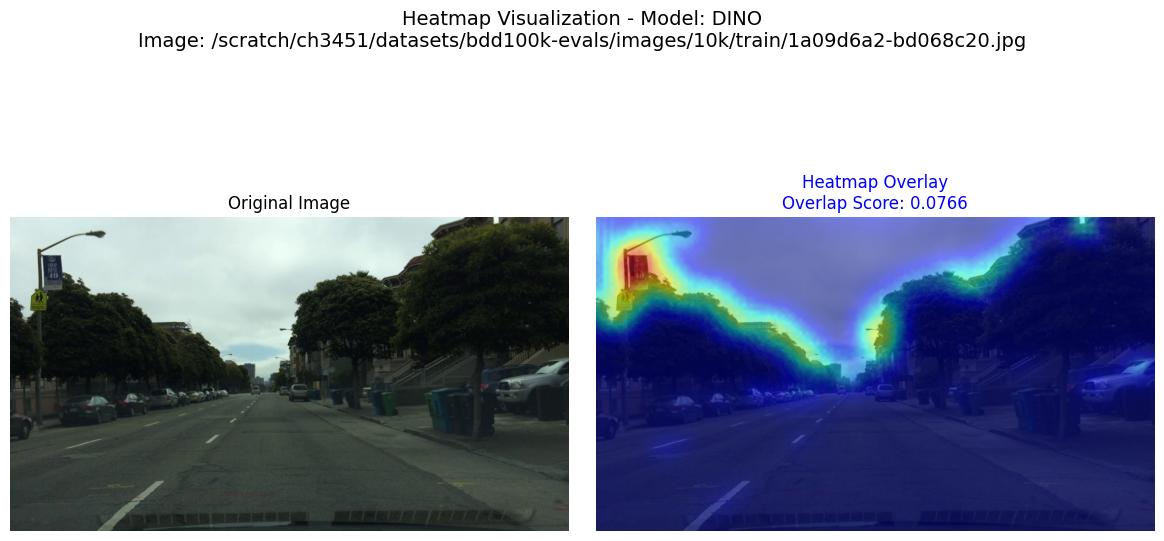 Heatmap Visualization - Model: DINO
Image: /scratch/ch3451/datasets/bdd100k-evals/images/10k/train/1a09d6a2-bd068c20.jpg
Original Image
Heatmap Overlay
Overlap Score: 0.0766